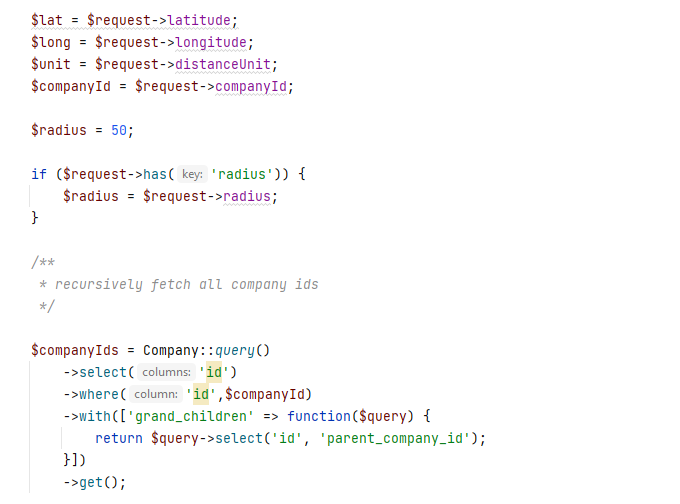 $lat = $request->latitude;
$long = $request->longitude;
$unit = $request->distanceUnit;
$companyId = $request->companyId;

$radius = 50;

if ($request->has( key: 'radius')) {
    $radius = $request->radius;
}

/**
 * recursively fetch all company ids
 */

$companyIds = Company::query()
    ->select( columns: 'id')
    ->where( column: 'id',$companyId)
    ->with(['grand_children' => function($query) {
        return $query->select('id', 'parent_company_id');
    }])
    ->get();